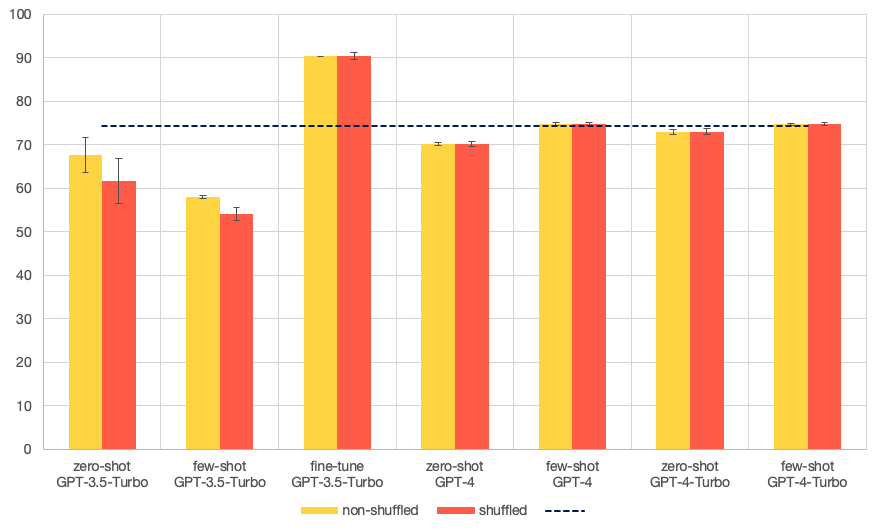 100
90
80
70
60
50
40
30
20
10
0
zero-shot
GPT-3.5-Turbo
few-shot
GPT-3.5-Turbo
fine-tune
GPT-3.5-Turbo
zero-shot
GPT-4
few-shot
GPT-4
zero-shot
GPT-4-Turbo
few-shot
GPT-4-Turbo
non-shuffled
shuffled